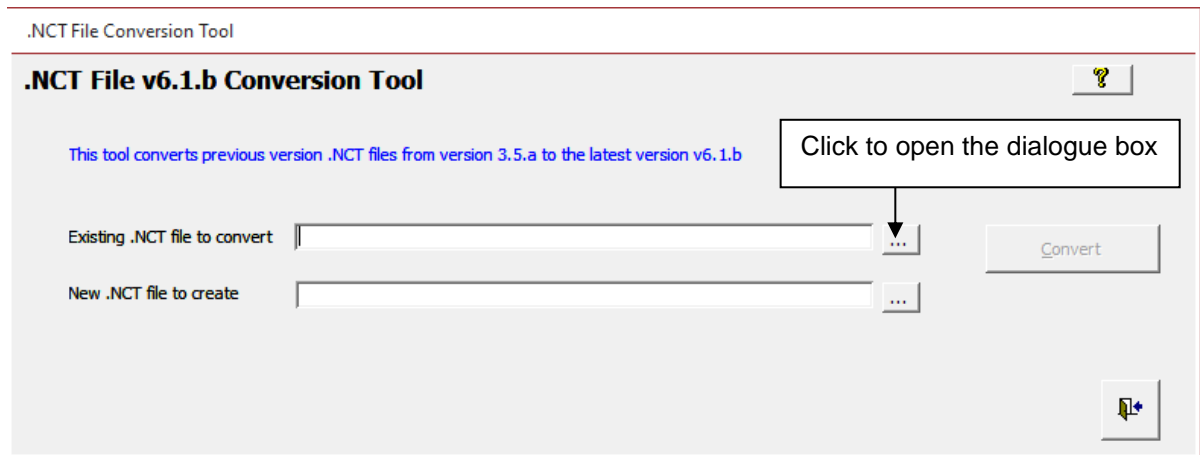 .NCT File Conversion Tool
.NCT File v6.1.b Conversion Tool
?
Click to open the dialogue box
This tool converts previous version .NCT files from version 3.5.a to the latest version v6.1.b
Existing .NCT file to convert
...
Convert
New .NCT file to create
...